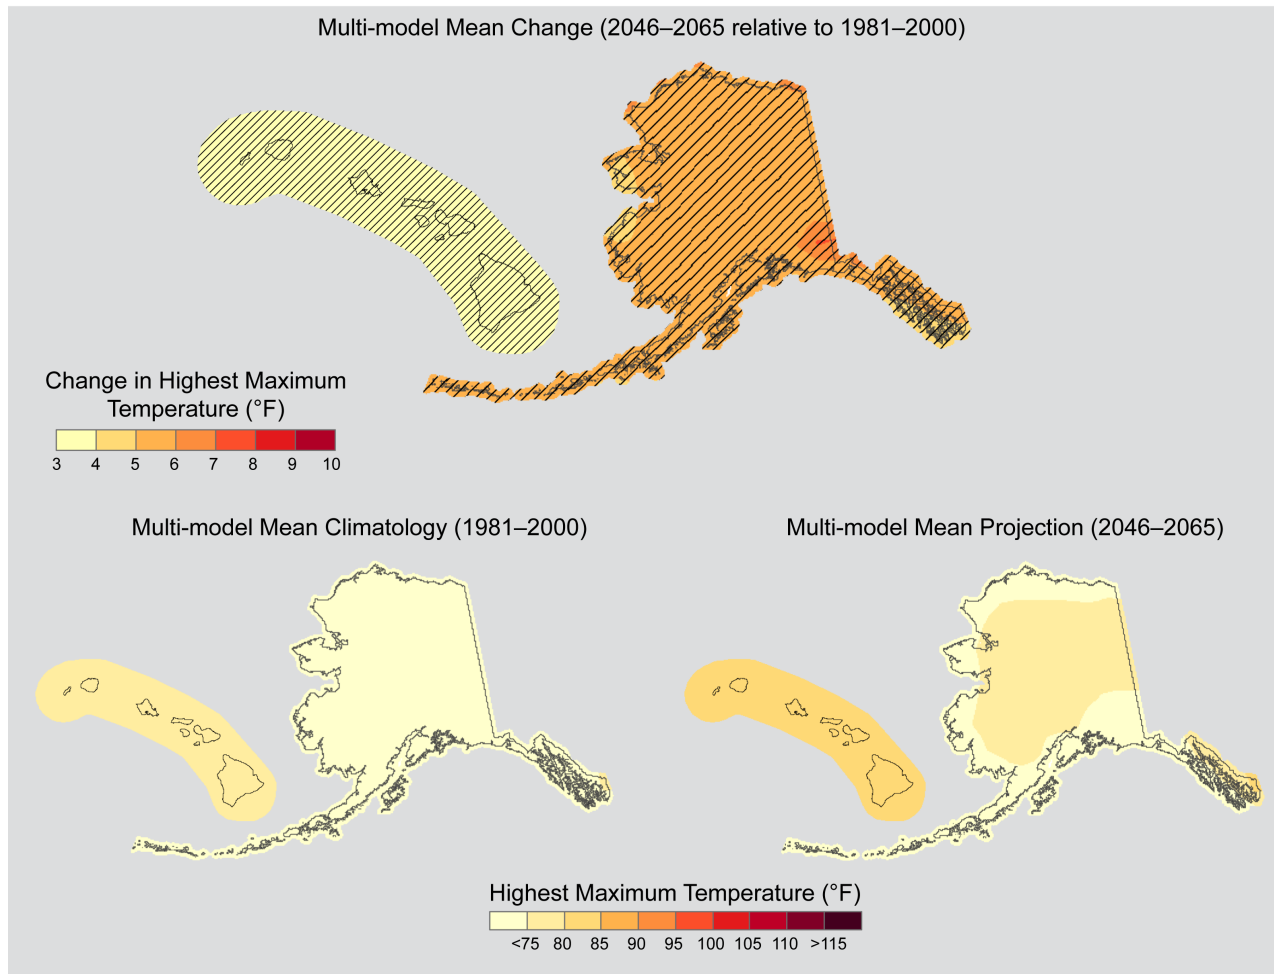 Multi-model Mean Change (2046–2065 relative to 1981–2000)
Change in Highest Maximum
Temperature (°F)
3 4 5 6 7 8 9 10
Multi-model Mean Climatology (1981–2000)
Multi-model Mean Projection (2046–2065)
Highest Maximum Temperature (°F)
<75 80 85 90 95 100 105 110 >115